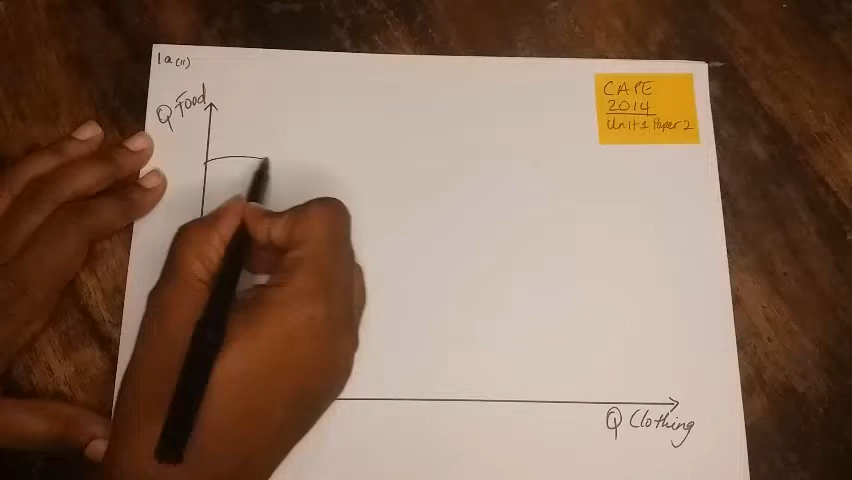 1a(ii)
Q Food
CAPE
2014
Unit 1 Paper 2
Q Clothing